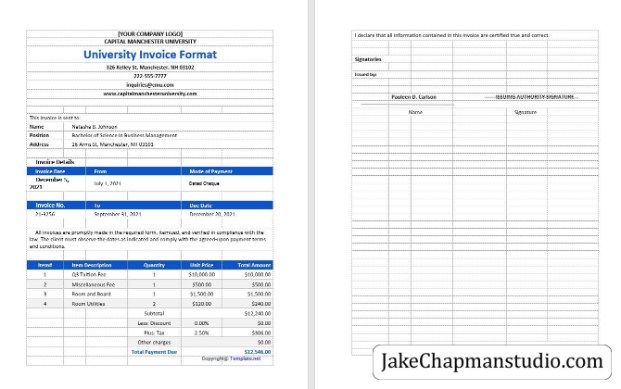 [YOUR COMPANY LOGO]
CAPITAL MANCHESTER UNIVERSITY
University Invoice Format
326 Kelley St, Manchester, NH 03102
222-555-7777
inquiries@cmu.com
www.capitalmanchesteruniversity.com
This invoice is sent to:
Name Natasha B. Johnson
Position Bachelor of Science in Business Management
Address 26 Arms St, Manchester, NH 03101
Invoice Details
Invoice Date From Mode of Payment
December 5, 2021 July 1, 2021 Dated Cheque
Invoice No. To Due Date
21-3256 September 31, 2021 December 20, 2021
All invoices are promptly made in the required form, itemized, and verified in compliance with the
law. The client must observe the dates as indicated and comply with the agreed-upon payment terms
and conditions.
Item# Item Description Quantity Unit Price Total Amount
1 Q3 Tuition Fee 1 $10,000.00 $10,000.00
2 Miscellaneous Fee 1 $500.00 $500.00
3 Room and Board 1 $1,500.00 $1,500.00
4 Room Utilities 2 $120.00 $240.00
Subtotal $12,240.00
Less: Discount 0.00% $0.00
Plus: Tax 2.50% $306.00
Other charges $0.00
Total Payment Due $12,546.00
Copyright@ Template.net
I declare that all information contained in this invoice are certified true and correct.
Signatories
Issued by:
Pauleen D. Carlson ------ISSUING AUTHORITY SIGNATURE---
Name Signature
JakeChapmanstudio.com